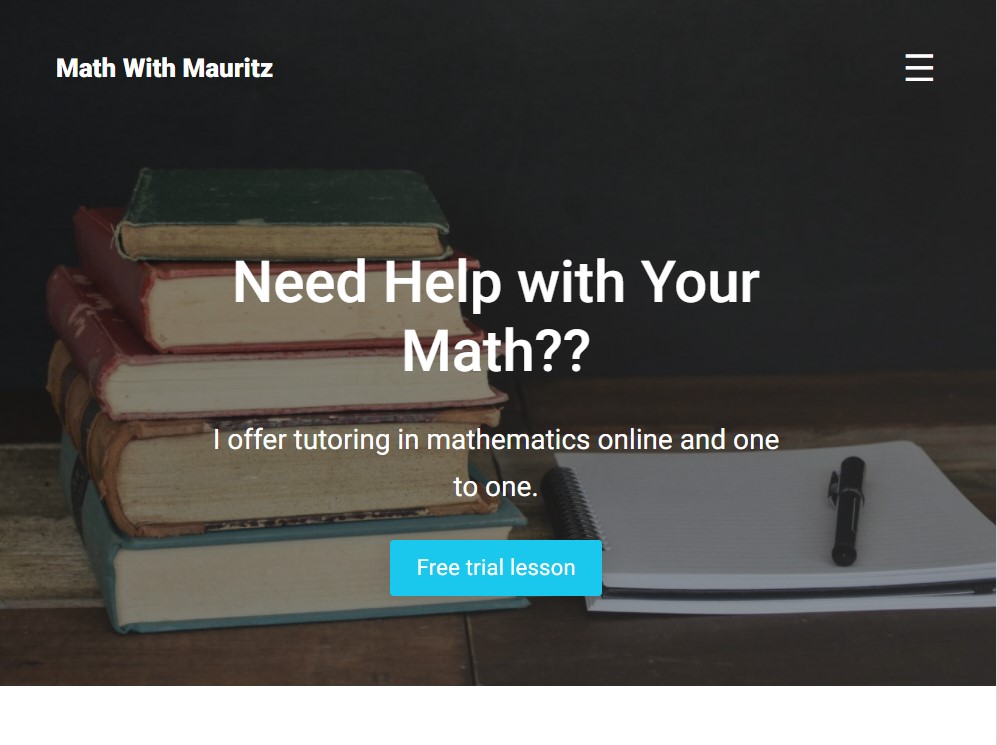 Math With Mauritz
Need Help with Your
Math??
I offer tutoring in mathematics online and one
to one.
Free trial lesson